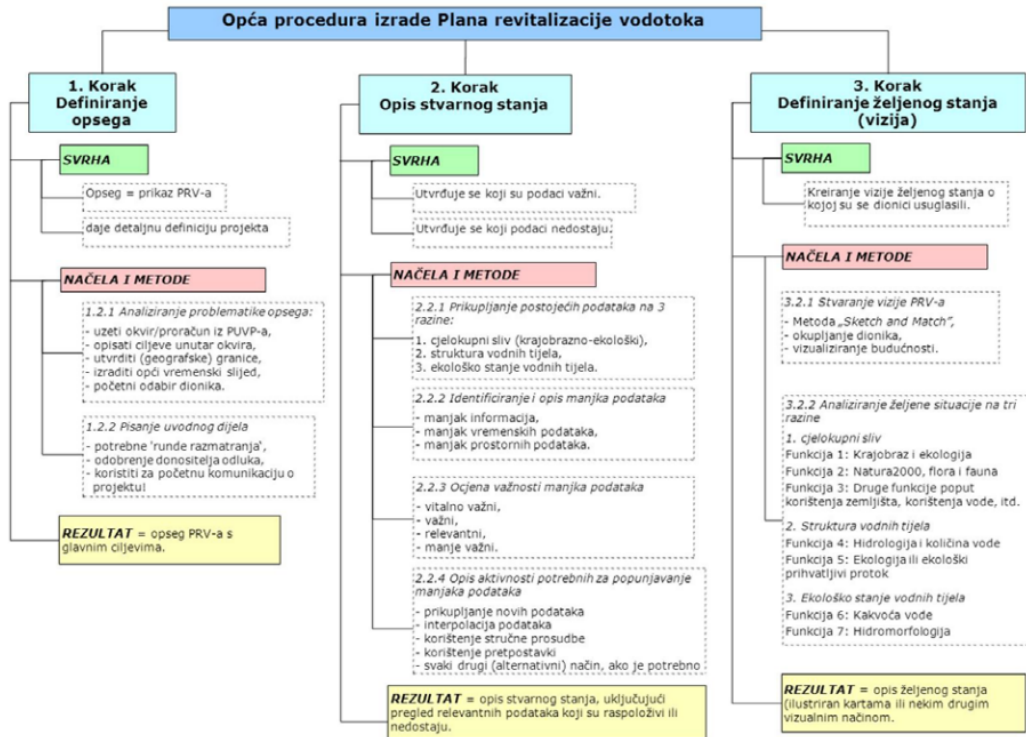 Opća procedura izrade Plana revitalizacije vodotoka
1. Korak
Definiranje
opsega
SVRHA
Opseg = prikaz PRV-a
daje detaljnu definiciju projekta
NAČELA I METODE
1.2.1 Analiziranje problematike opsega:
- uzeti okvir/proračun iz PUVP-a,
- opisati ciljeve unutar okvira,
- utvrditi (geografske) granice,
- izraditi opći vremenski slijed,
- početni odabir dionika.
1.2.2 Pisanje uvodnog dijela
- potrebne 'runde razmatranja',
- odobrenje donositelja odluka,
- koristiti za početnu komunikaciju o
projektu!
REZULTAT = opseg PRV-a s
glavnim ciljevima.
2. Korak
Opis stvarnog stanja
SVRHA
Utvrđuje se koji su podaci važni.
Utvrđuje se koji podaci nedostaju.
NAČELA I METODE
2.2.1 Prikupljanje postojećih podataka na 3
razine:
1. cjelokupni sliv (krajobrazno-ekološki),
2. struktura vodnih tijela,
3. ekološko stanje vodnih tijela.
2.2.2 Identificiranje i opis manjka podataka
- manjak informacija,
- manjak vremenskih podataka,
- manjak prostornih podataka.
2.2.3 Ocjena važnosti manjka podataka
- vitalno važni,
- važni,
- relevantni,
- manje važni.
2.2.4 Opis aktivnosti potrebnih za popunjavanje
manjka podataka
- prikupljanje novih podataka
- interpolacija podataka
- korištenje stručne prosudbe
- korištenje pretpostavki
- svaki drugi (alternativni) način, ako je potrebno
REZULTAT = opis stvarnog stanja, uključujući
pregled relevantnih podataka koji su raspoloživi ili
nedostaju.
3. Korak
Definiranje željenog stanja
(vizija)
SVRHA
Kreiranje vizije željenog stanja o
kojoj su se dionici usuglasili.
NAČELA I METODE
3.2.1 Stvaranje vizije PRV-a
- Metoda „Sketch and Match",
- okupljanje dionika,
- vizualiziranje budućnosti.
3.2.2 Analiziranje željene situacije na tri
razine
1. cjelokupni sliv
Funkcija 1: Krajobraz i ekologija
Funkcija 2: Natura2000, flora i fauna
Funkcija 3: Druge funkcije poput
korištenja zemljišta, korištenja vode, itd.
2. Struktura vodnih tijela
Funkcija 4: Hidrologija i količina vode
Funkcija 5: Ekologija ili ekološki
prihvatljivi protok
3. Ekološko stanje vodnih tijela
Funkcija 6: Kakvoća vode
Funkcija 7: Hidromorfologija
REZULTAT = opis željenog stanja
(ilustriran kartama ili nekim drugim
vizualnim načinom.